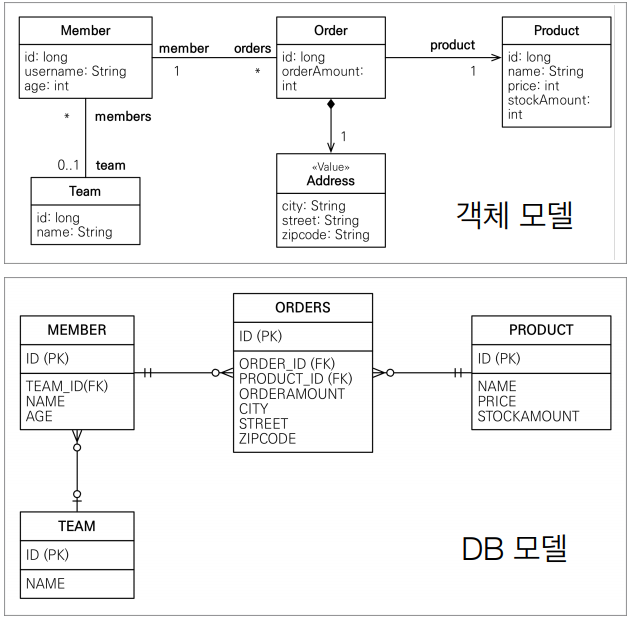 Member
id: long
username: String
age: int
member
1
orders
*
Order
id: long
orderAmount:
int
product
1
Product
id: long
name: String
price: int
stockAmount:
int
*
members
0..1
team
Team
id: long
name: String
1
«Value»
Address
city: String
street: String
zipcode: String
객체 모델
MEMBER
ID (PK)
TEAM_ID(FK)
NAME
AGE
ORDERS
ID (PK)
ORDER_ID (FK)
PRODUCT_ID (FK)
ORDERAMOUNT
CITY
STREET
ZIPCODE
PRODUCT
ID (PK)
NAME
PRICE
STOCKAMOUNT
TEAM
ID (PK)
NAME
DB 모델